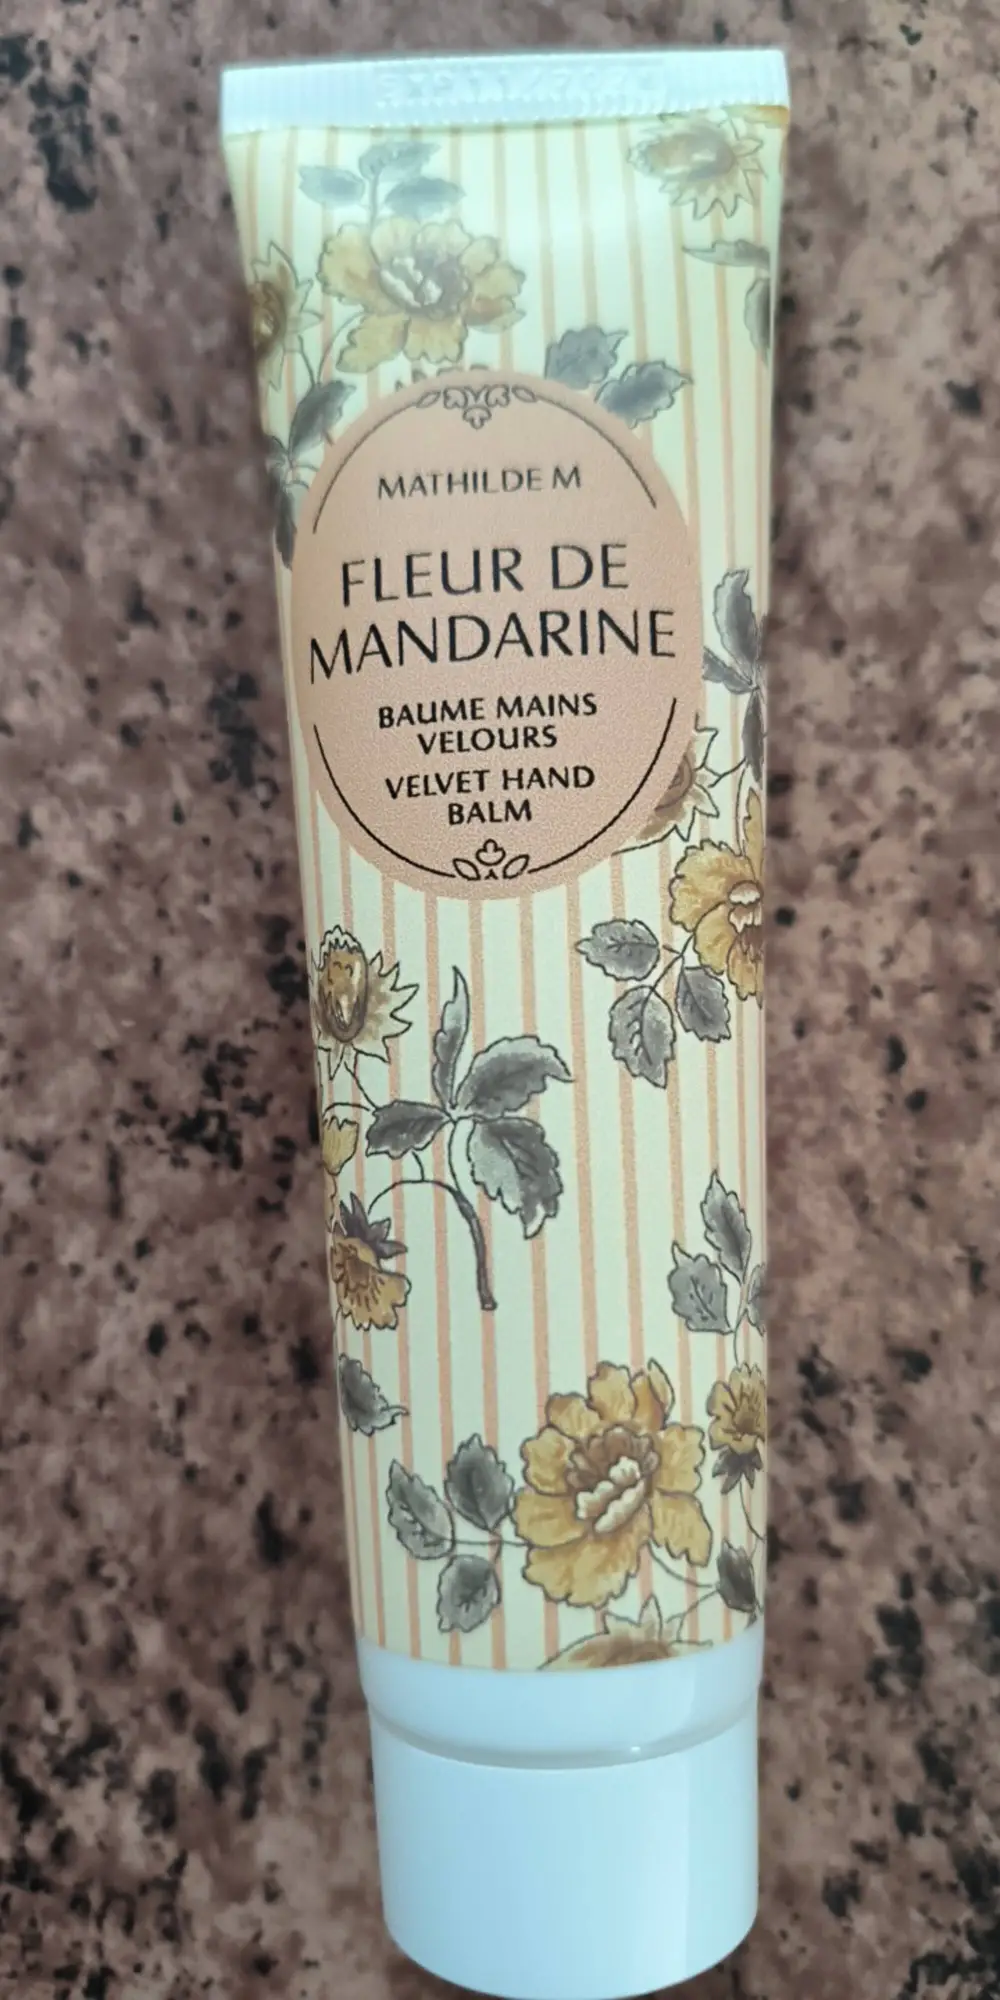 MATHILDE M
FLEUR DE
MANDARINE
BAUME MAINS
VELOURS
VELVET HAND
BALM